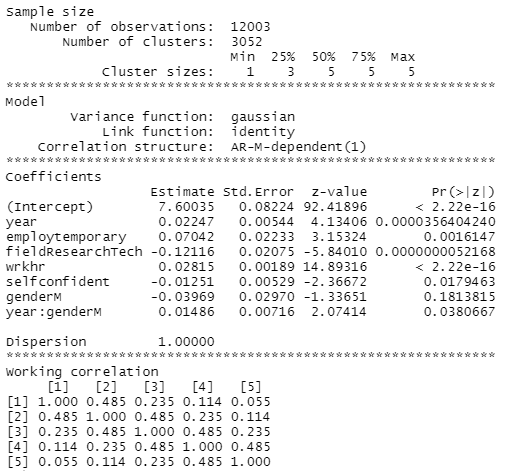 Sample size
Number of observations: 12003
Number of clusters: 3052
Min 25% 50% 75% Max
Cluster sizes: 1 3 5 5 5
*************************************************************
Model
Variance function: gaussian
Link function: identity
Correlation structure: AR-M-dependent(1)
*************************************************************
Coefficients
Estimate Std.Error z-value Pr(>|z|)
(Intercept) 7.60035 0.08224 92.41896 < 2.22e-16
year 0.02247 0.00544 4.13406 0.0000356404240
employtemporary 0.07042 0.02233 3.15324 0.0016147
fieldResearchTech -0.12116 0.02075 -5.84010 0.0000000052168
wrkhr 0.02815 0.00189 14.89316 < 2.22e-16
selfconfident -0.01251 0.00529 -2.36672 0.0179463
genderM -0.03969 0.02970 -1.33651 0.1813815
year:genderM 0.01486 0.00716 2.07414 0.0380667
Dispersion 1.00000
*************************************************************
Working correlation
[1] [2] [3] [4] [5]
[1] 1.000 0.485 0.235 0.114 0.055
[2] 0.485 1.000 0.485 0.235 0.114
[3] 0.235 0.485 1.000 0.485 0.235
[4] 0.114 0.235 0.485 1.000 0.485
[5] 0.055 0.114 0.235 0.485 1.000